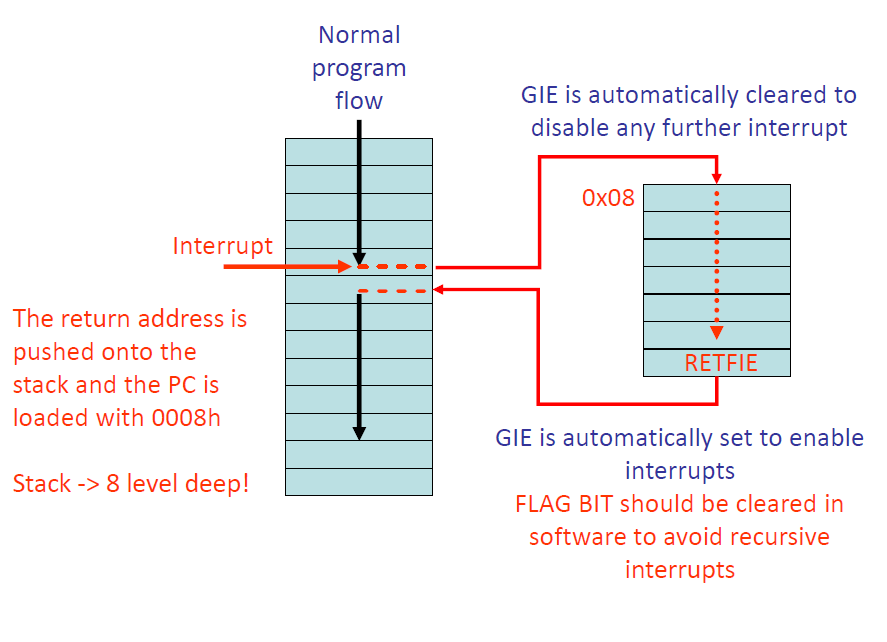 Normal
program
flow
GIE is automatically cleared to
disable any further interrupt
0x08
Interrupt
The return address is
pushed onto the
stack and the PC is
loaded with 0008h
Stack -> 8 level deep!
RETFIE
GIE is automatically set to enable
interrupts
FLAG BIT should be cleared in
software to avoid recursive
interrupts